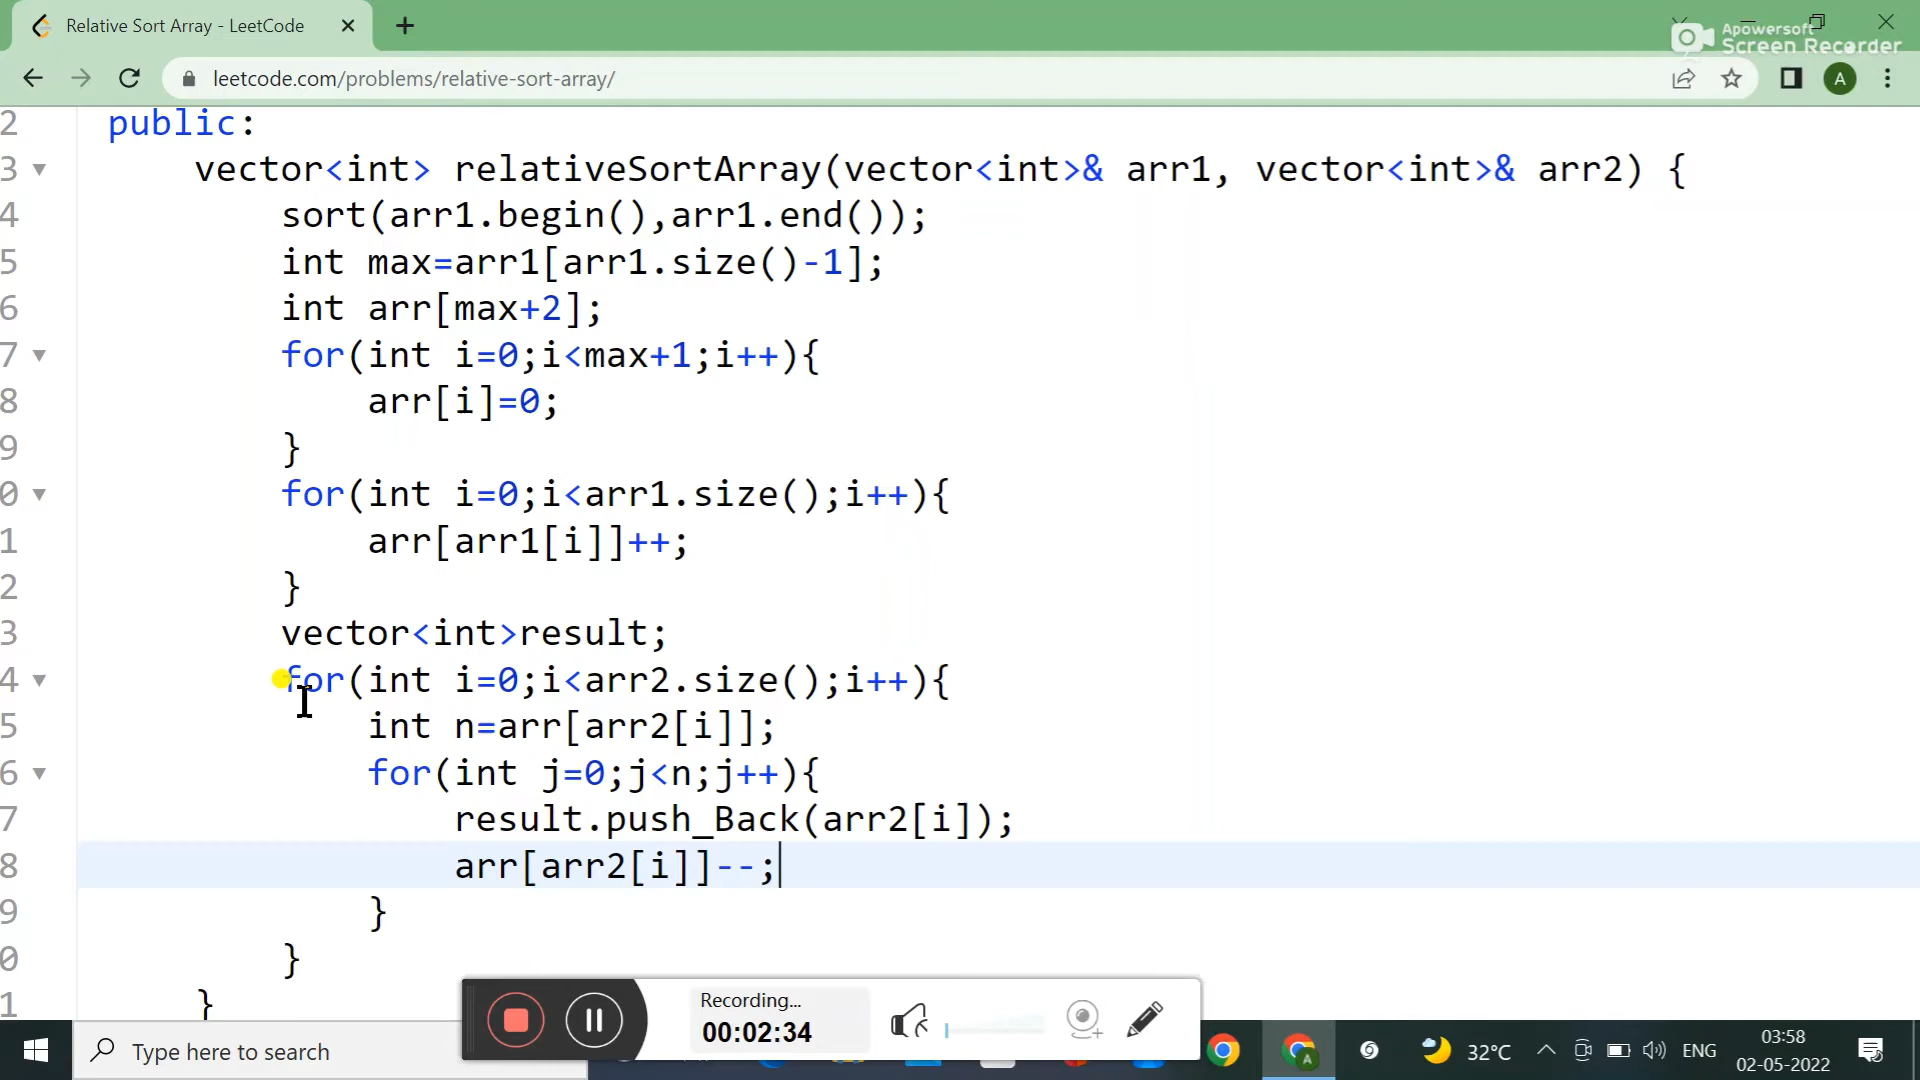 Relative Sort Array - LeetCode
Apowersoft
Screen Recorder
leetcode.com/problems/relative-sort-array/
A
2 public:
3 vector<int> relativeSortArray(vector<int>& arr1, vector<int>& arr2) {
4 sort(arr1.begin(),arr1.end());
5 int max=arr1[arr1.size()-1];
6 int arr[max+2];
7 for(int i=0;i<max+1;i++){
8 arr[i]=0;
9 }
0 for(int i=0;i<arr1.size();i++){
1 arr[arr1[i]]++;
2 }
3 vector<int>result;
4 for(int i=0;i<arr2.size();i++){
5 int n=arr[arr2[i]];
6 for(int j=0;j<n;j++){
7 result.push_Back(arr2[i]);
8 arr[arr2[i]]--;
9 }
0 }
1 }
Recording...
00:02:34
Type here to search
A
32°C
ENG
03:58
02-05-2022